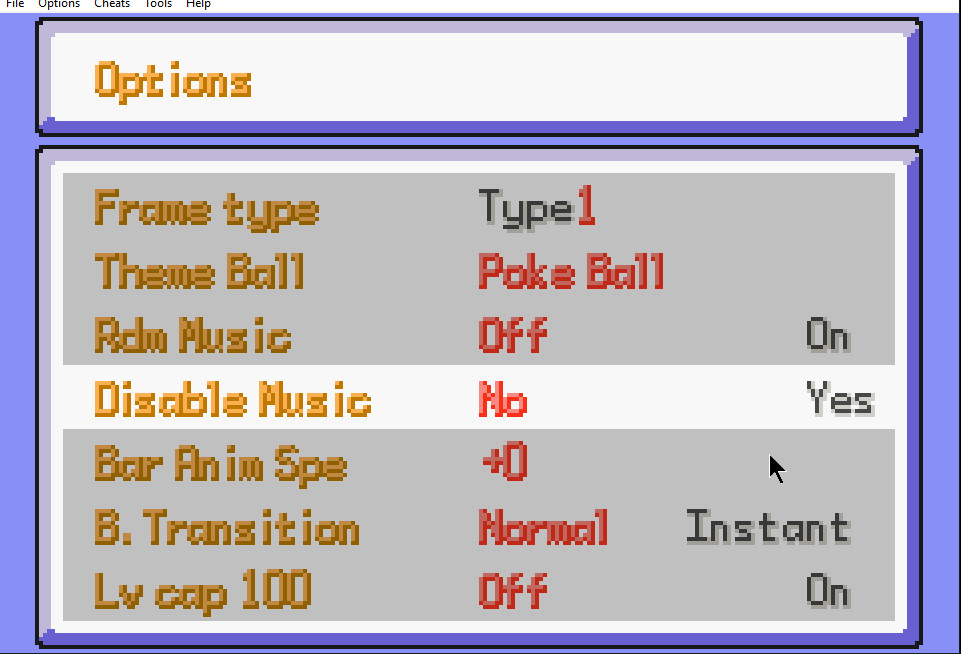 File Options Cheats Tools Help
Options
Frame type Type1
Theme Ball Poke Ball
Rdm Music Off On
Disable Music No Yes
Bar Anim Spe +0
B. Transition Normal Instant
Lv cap 100 Off On